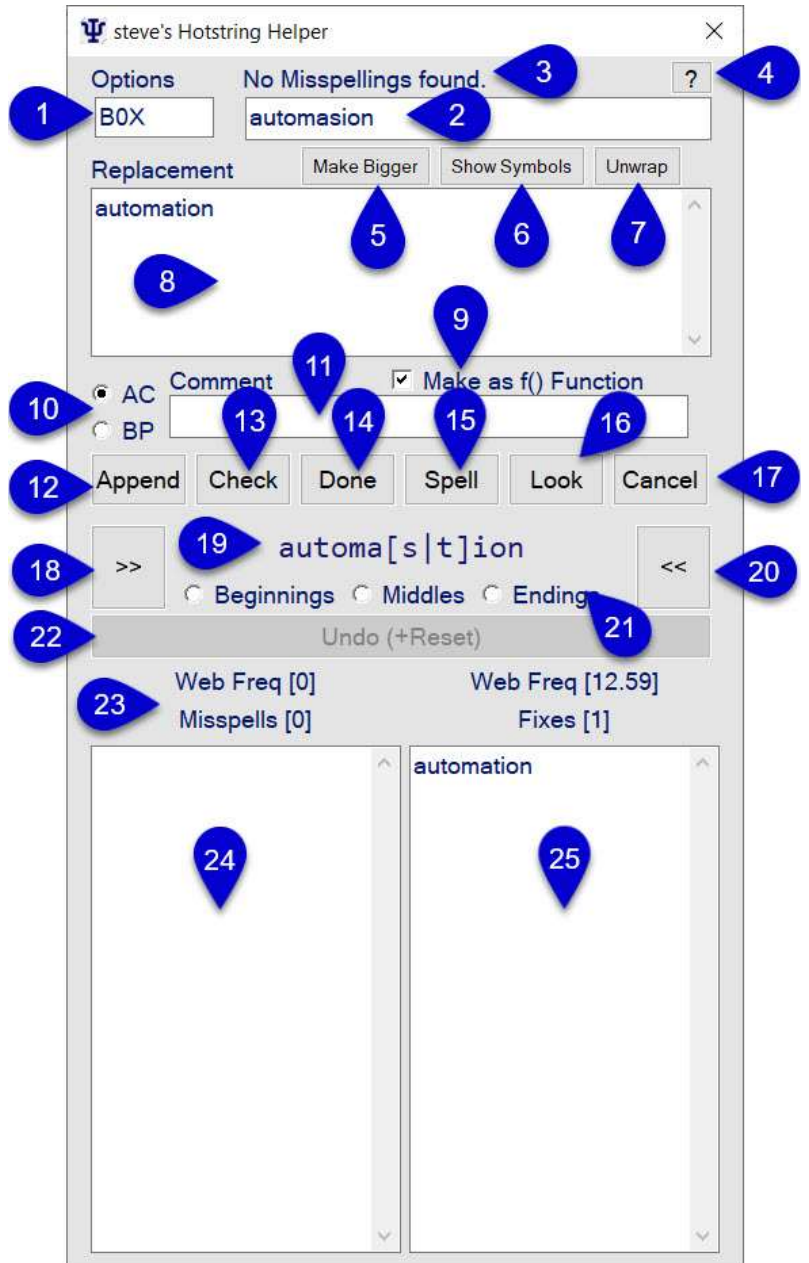 Ψ steve's Hotstring Helper
Options No Misspellings found. 3 ? 4
1 B0X automasion 2
Replacement Make Bigger Show Symbols Unwrap
automation 5 6 7
8
9
11
10 AC Comment Make as f() Function
BP 13 14 15 16
12 Append Check Done Spell Look Cancel 17
18 >> 19 automa[s|t]ion << 20
Beginnings Middles Endings 21
22 Undo (+Reset)
23 Web Freq [0] Web Freq [12.59]
Misspells [0] Fixes [1]
automation
24 25